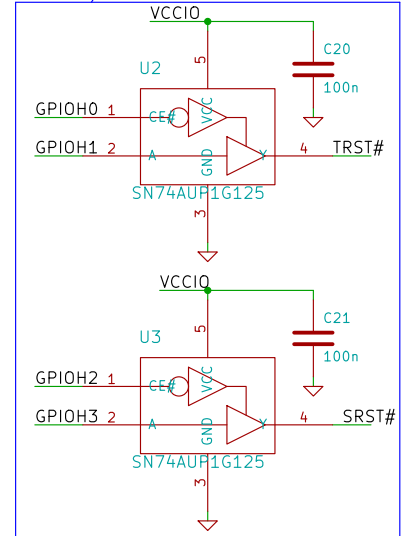 VCCIO
C20
100n
U2
5
GPIOH0 1 CE# VCC
GPIOH1 2 A GND Y 4 TRST#
SN74AUP1G125
3
VCCIO
C21
100n
U3
5
GPIOH2 1 CE# VCC
GPIOH3 2 A GND Y 4 SRST#
SN74AUP1G125
3